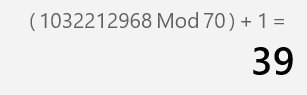 (1032212968 Mod 70) + 1 =
39